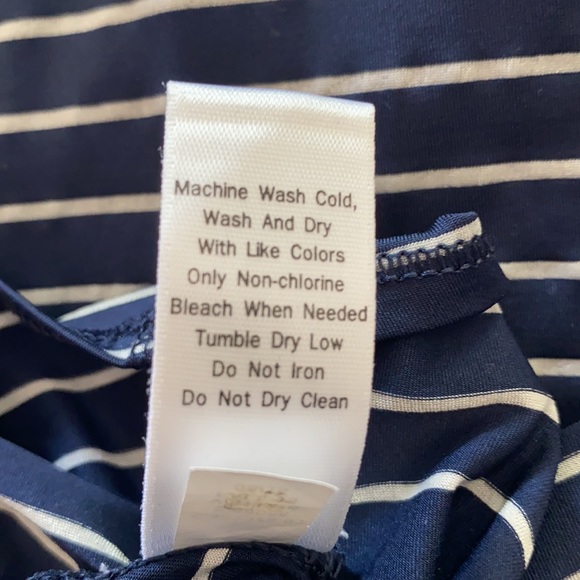 Machine Wash Cold,
Wash And Dry
With Like Colors
Only Non-chlorine
Bleach When Needed
Tumble Dry Low
Do Not Iron
Do Not Dry Clean